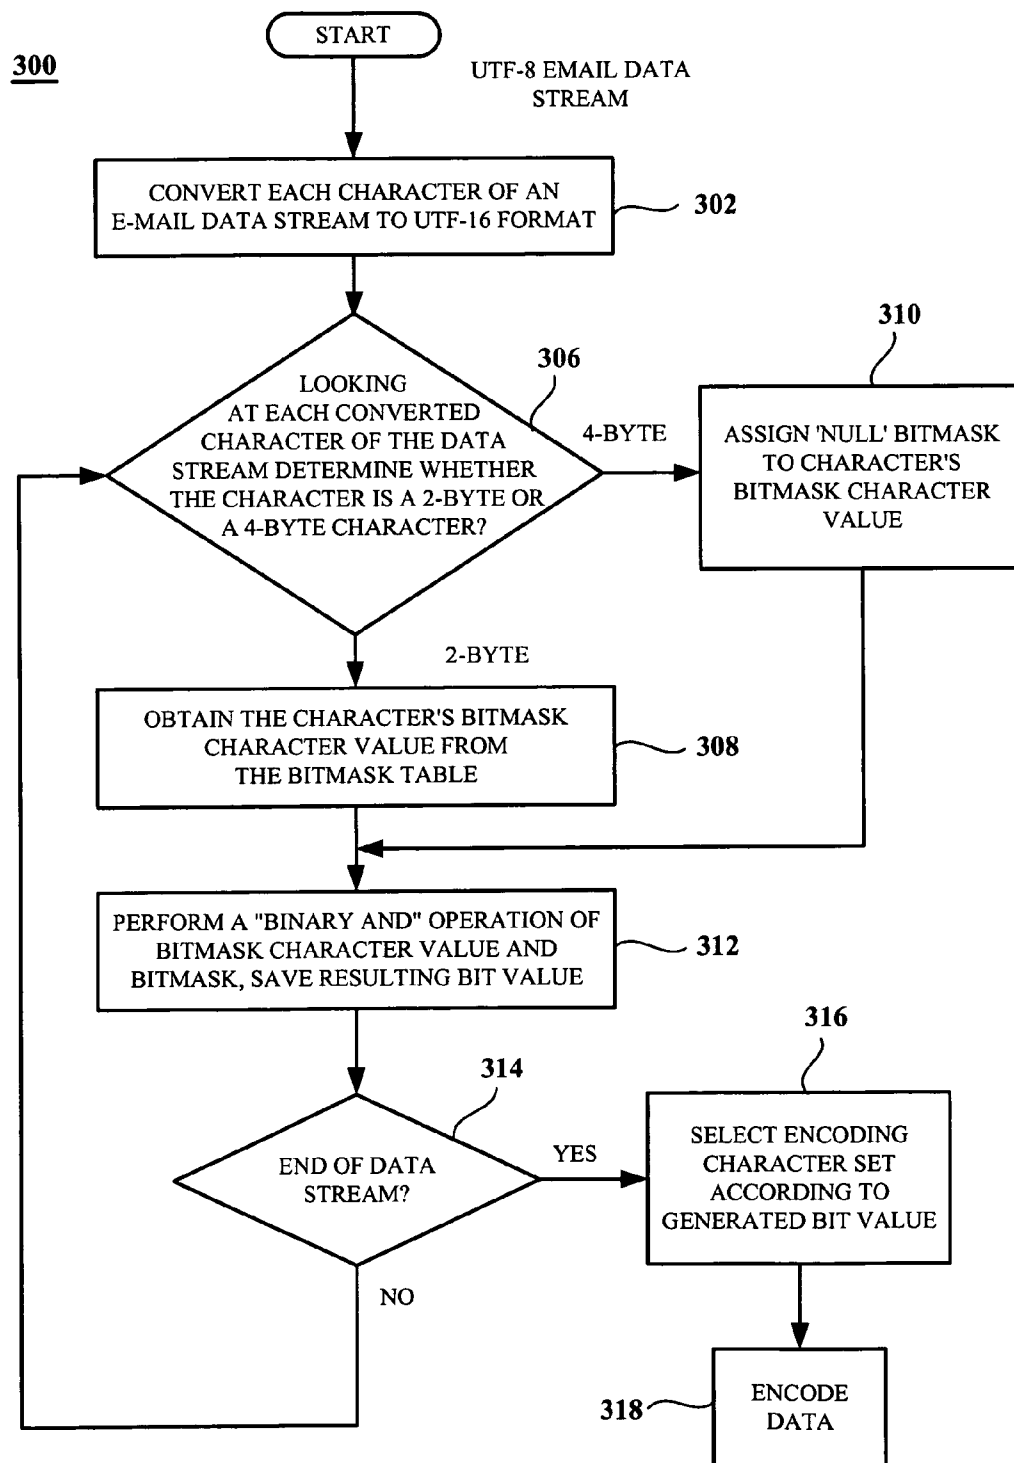 START
300
UTF-8 EMAIL DATA
STREAM
CONVERT EACH CHARACTER OF AN
E-MAIL DATA STREAM TO UTF-16 FORMAT
302
310
306
LOOKING
AT EACH CONVERTED
CHARACTER OF THE DATA
STREAM DETERMINE WHETHER
THE CHARACTER IS A 2-BYTE OR
A 4-BYTE CHARACTER?
4-BYTE
ASSIGN 'NULL' BITMASK
TO CHARACTER'S
BITMASK CHARACTER
VALUE
2-BYTE
OBTAIN THE CHARACTER'S BITMASK
CHARACTER VALUE FROM
THE BITMASK TABLE
308
PERFORM A "BINARY AND" OPERATION OF
BITMASK CHARACTER VALUE AND
BITMASK, SAVE RESULTING BIT VALUE
312
314
316
END OF DATA
STREAM?
YES
SELECT ENCODING
CHARACTER SET
ACCORDING TO
GENERATED BIT VALUE
NO
318
ENCODE
DATA